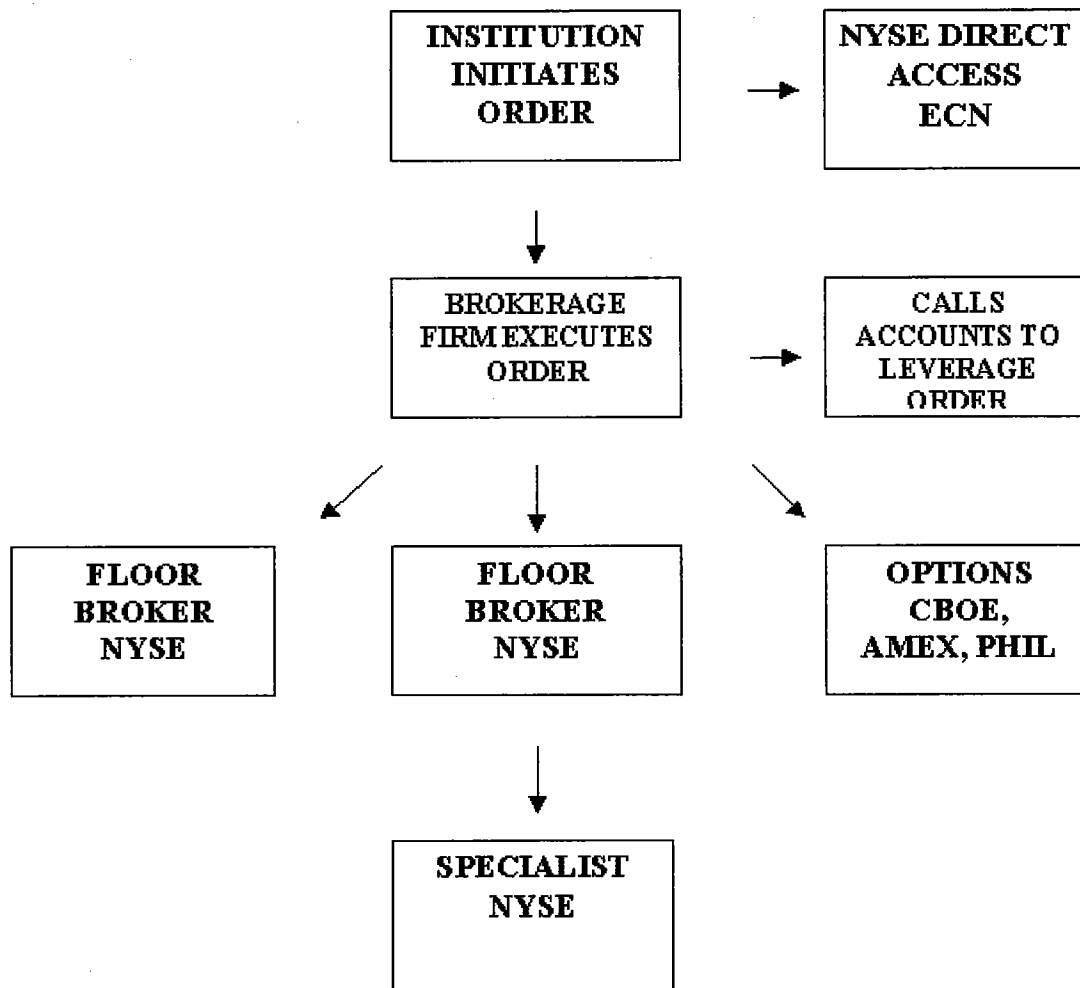 INSTITUTION
INITIATES
ORDER
NYSE DIRECT
ACCESS
ECN
BROKERAGE
FIRM EXECUTES
ORDER
CALLS
ACCOUNTS TO
LEVERAGE
ORDER
FLOOR
BROKER
NYSE
FLOOR
BROKER
NYSE
OPTIONS
CBOE,
AMEX, PHIL
SPECIALIST
NYSE